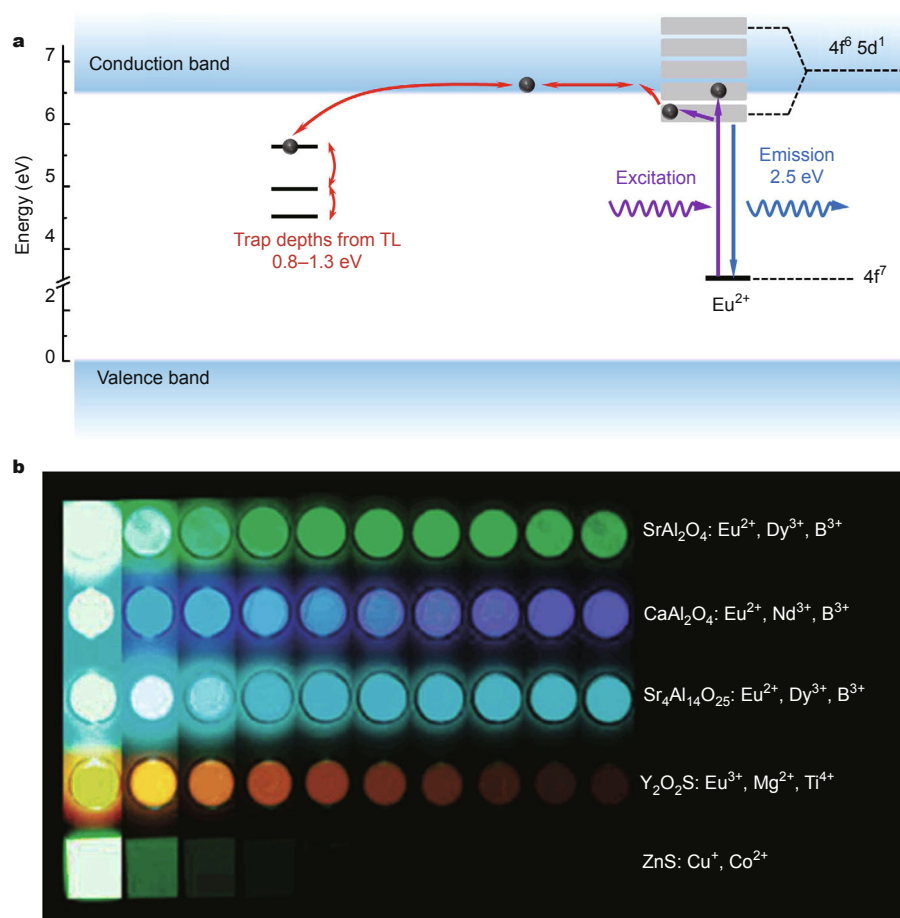 a
7
6
5
4
2
0
Energy (eV)
Conduction band
4f⁶ 5d¹
Excitation
Emission
2.5 eV
Trap depths from TL
0.8–1.3 eV
4f⁷
Eu²⁺
Valence band
b
SrAl₂O₄: Eu²⁺, Dy³⁺, B³⁺
CaAl₂O₄: Eu²⁺, Nd³⁺, B³⁺
Sr₄Al₁₄O₂₅: Eu²⁺, Dy³⁺, B³⁺
Y₂O₂S: Eu³⁺, Mg²⁺, Ti⁴⁺
ZnS: Cu⁺, Co²⁺